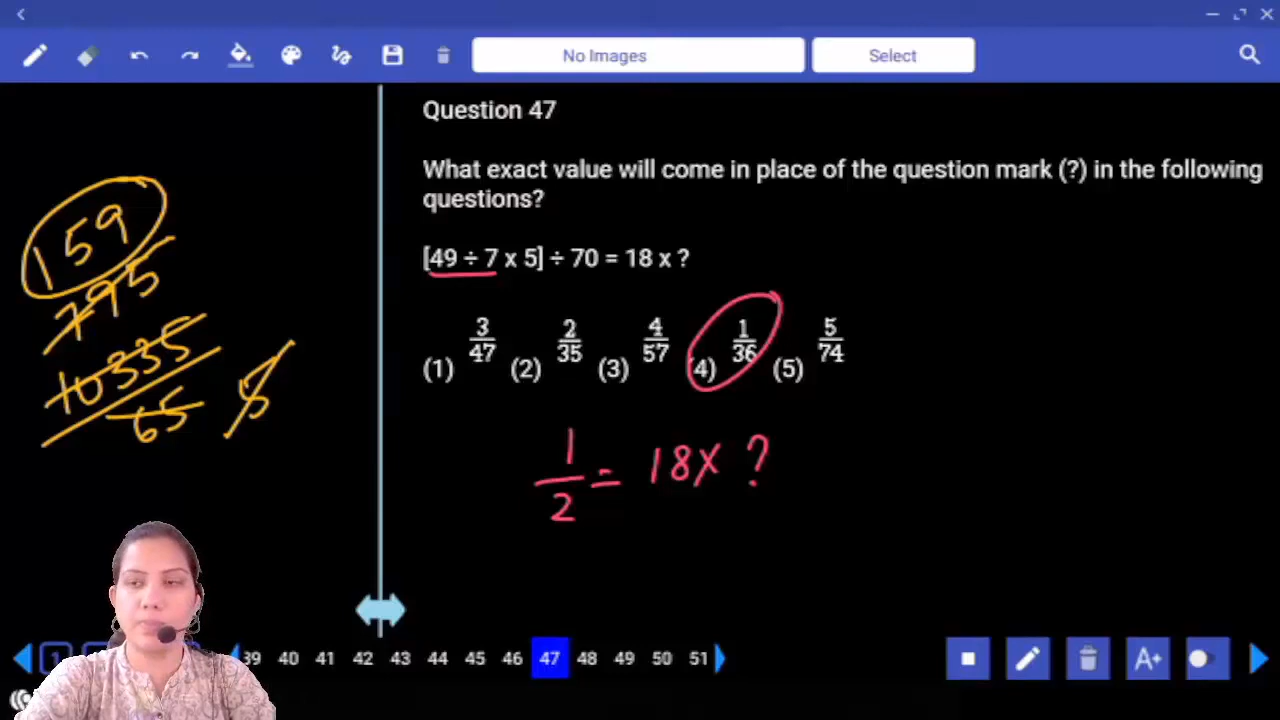 No Images
Select
Question 47
What exact value will come in place of the question mark (?) in the following
questions?
[49 ÷ 7 x 5] ÷ 70 = 18 x ?
(1) 3/47 (2) 2/35 (3) 4/57 (4) 1/36 (5) 5/74
1/2 = 18x ?
159
795
10335
65
39 40 41 42 43 44 45 46 47 48 49 50 51
A+